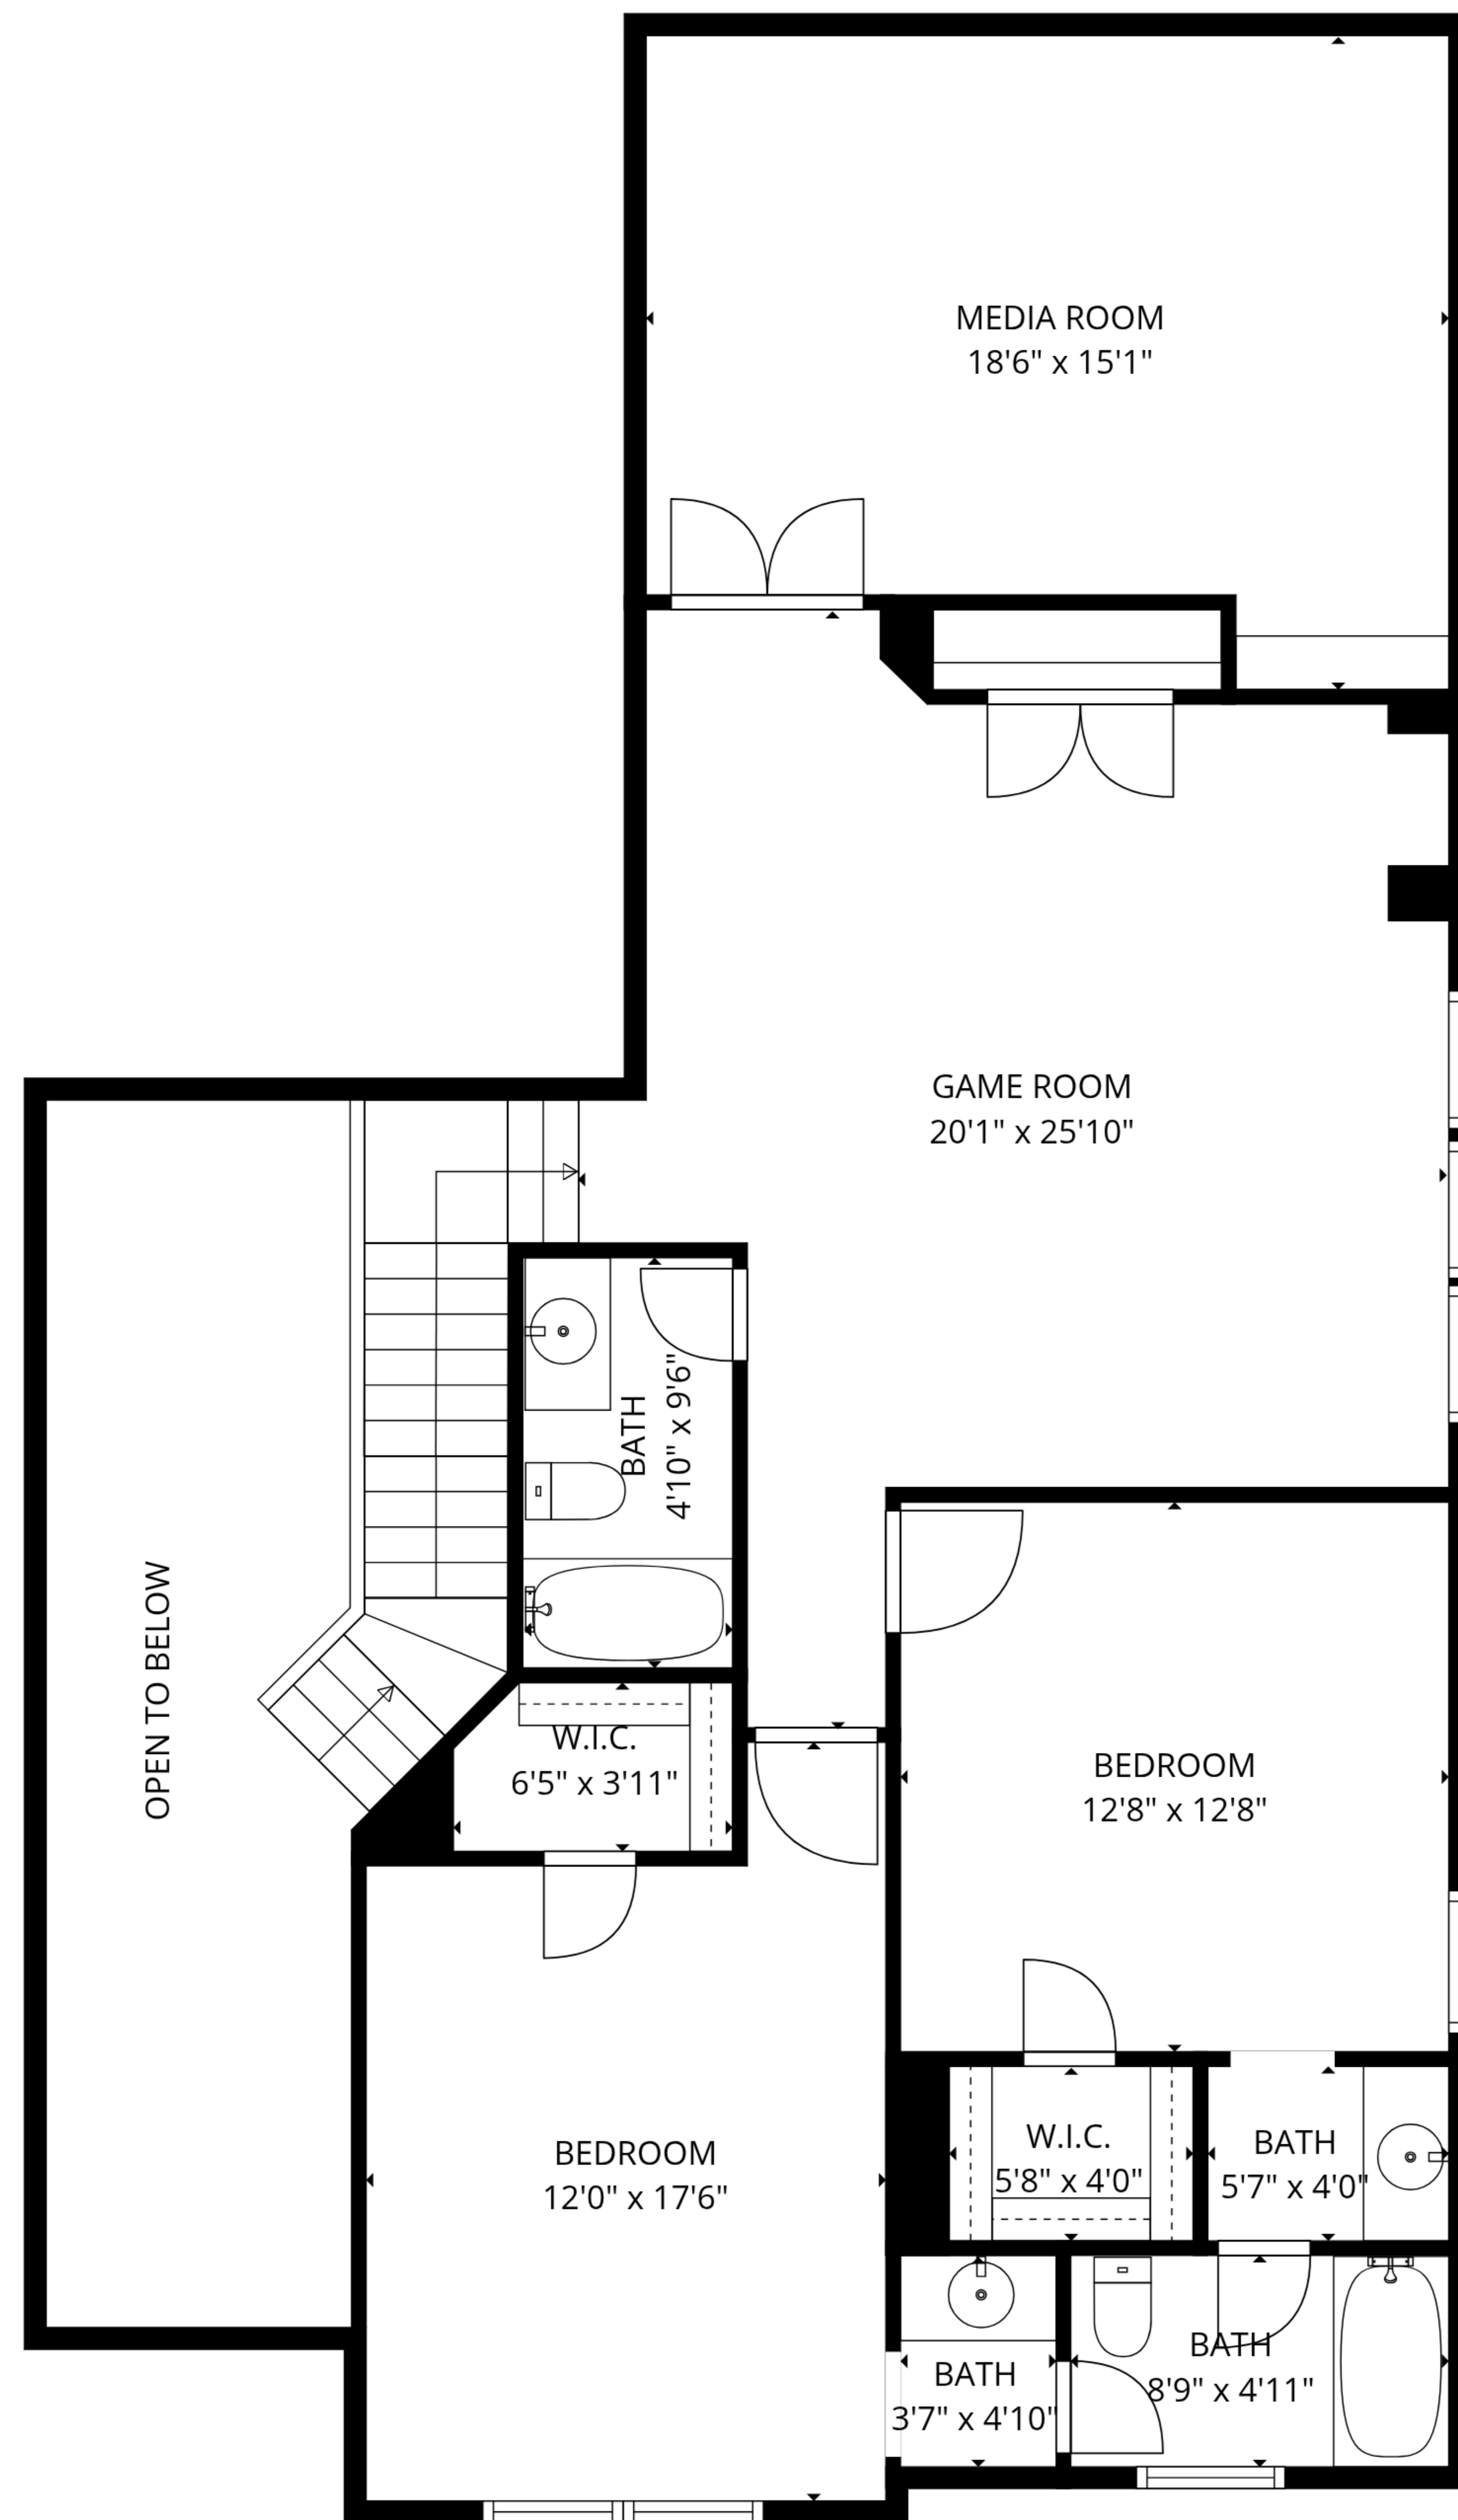 MEDIA ROOM
18'6" x 15'1"
GAME ROOM
20'1" x 25'10"
BATH
4'10" x 9'6"
OPEN TO BELOW
W.I.C.
6'5" x 3'11"
BEDROOM
12'8" x 12'8"
BEDROOM
12'0" x 17'6"
W.I.C.
5'8" x 4'0"
BATH
5'7" x 4'0"
BATH
8'9" x 4'11"
BATH
3'7" x 4'10"